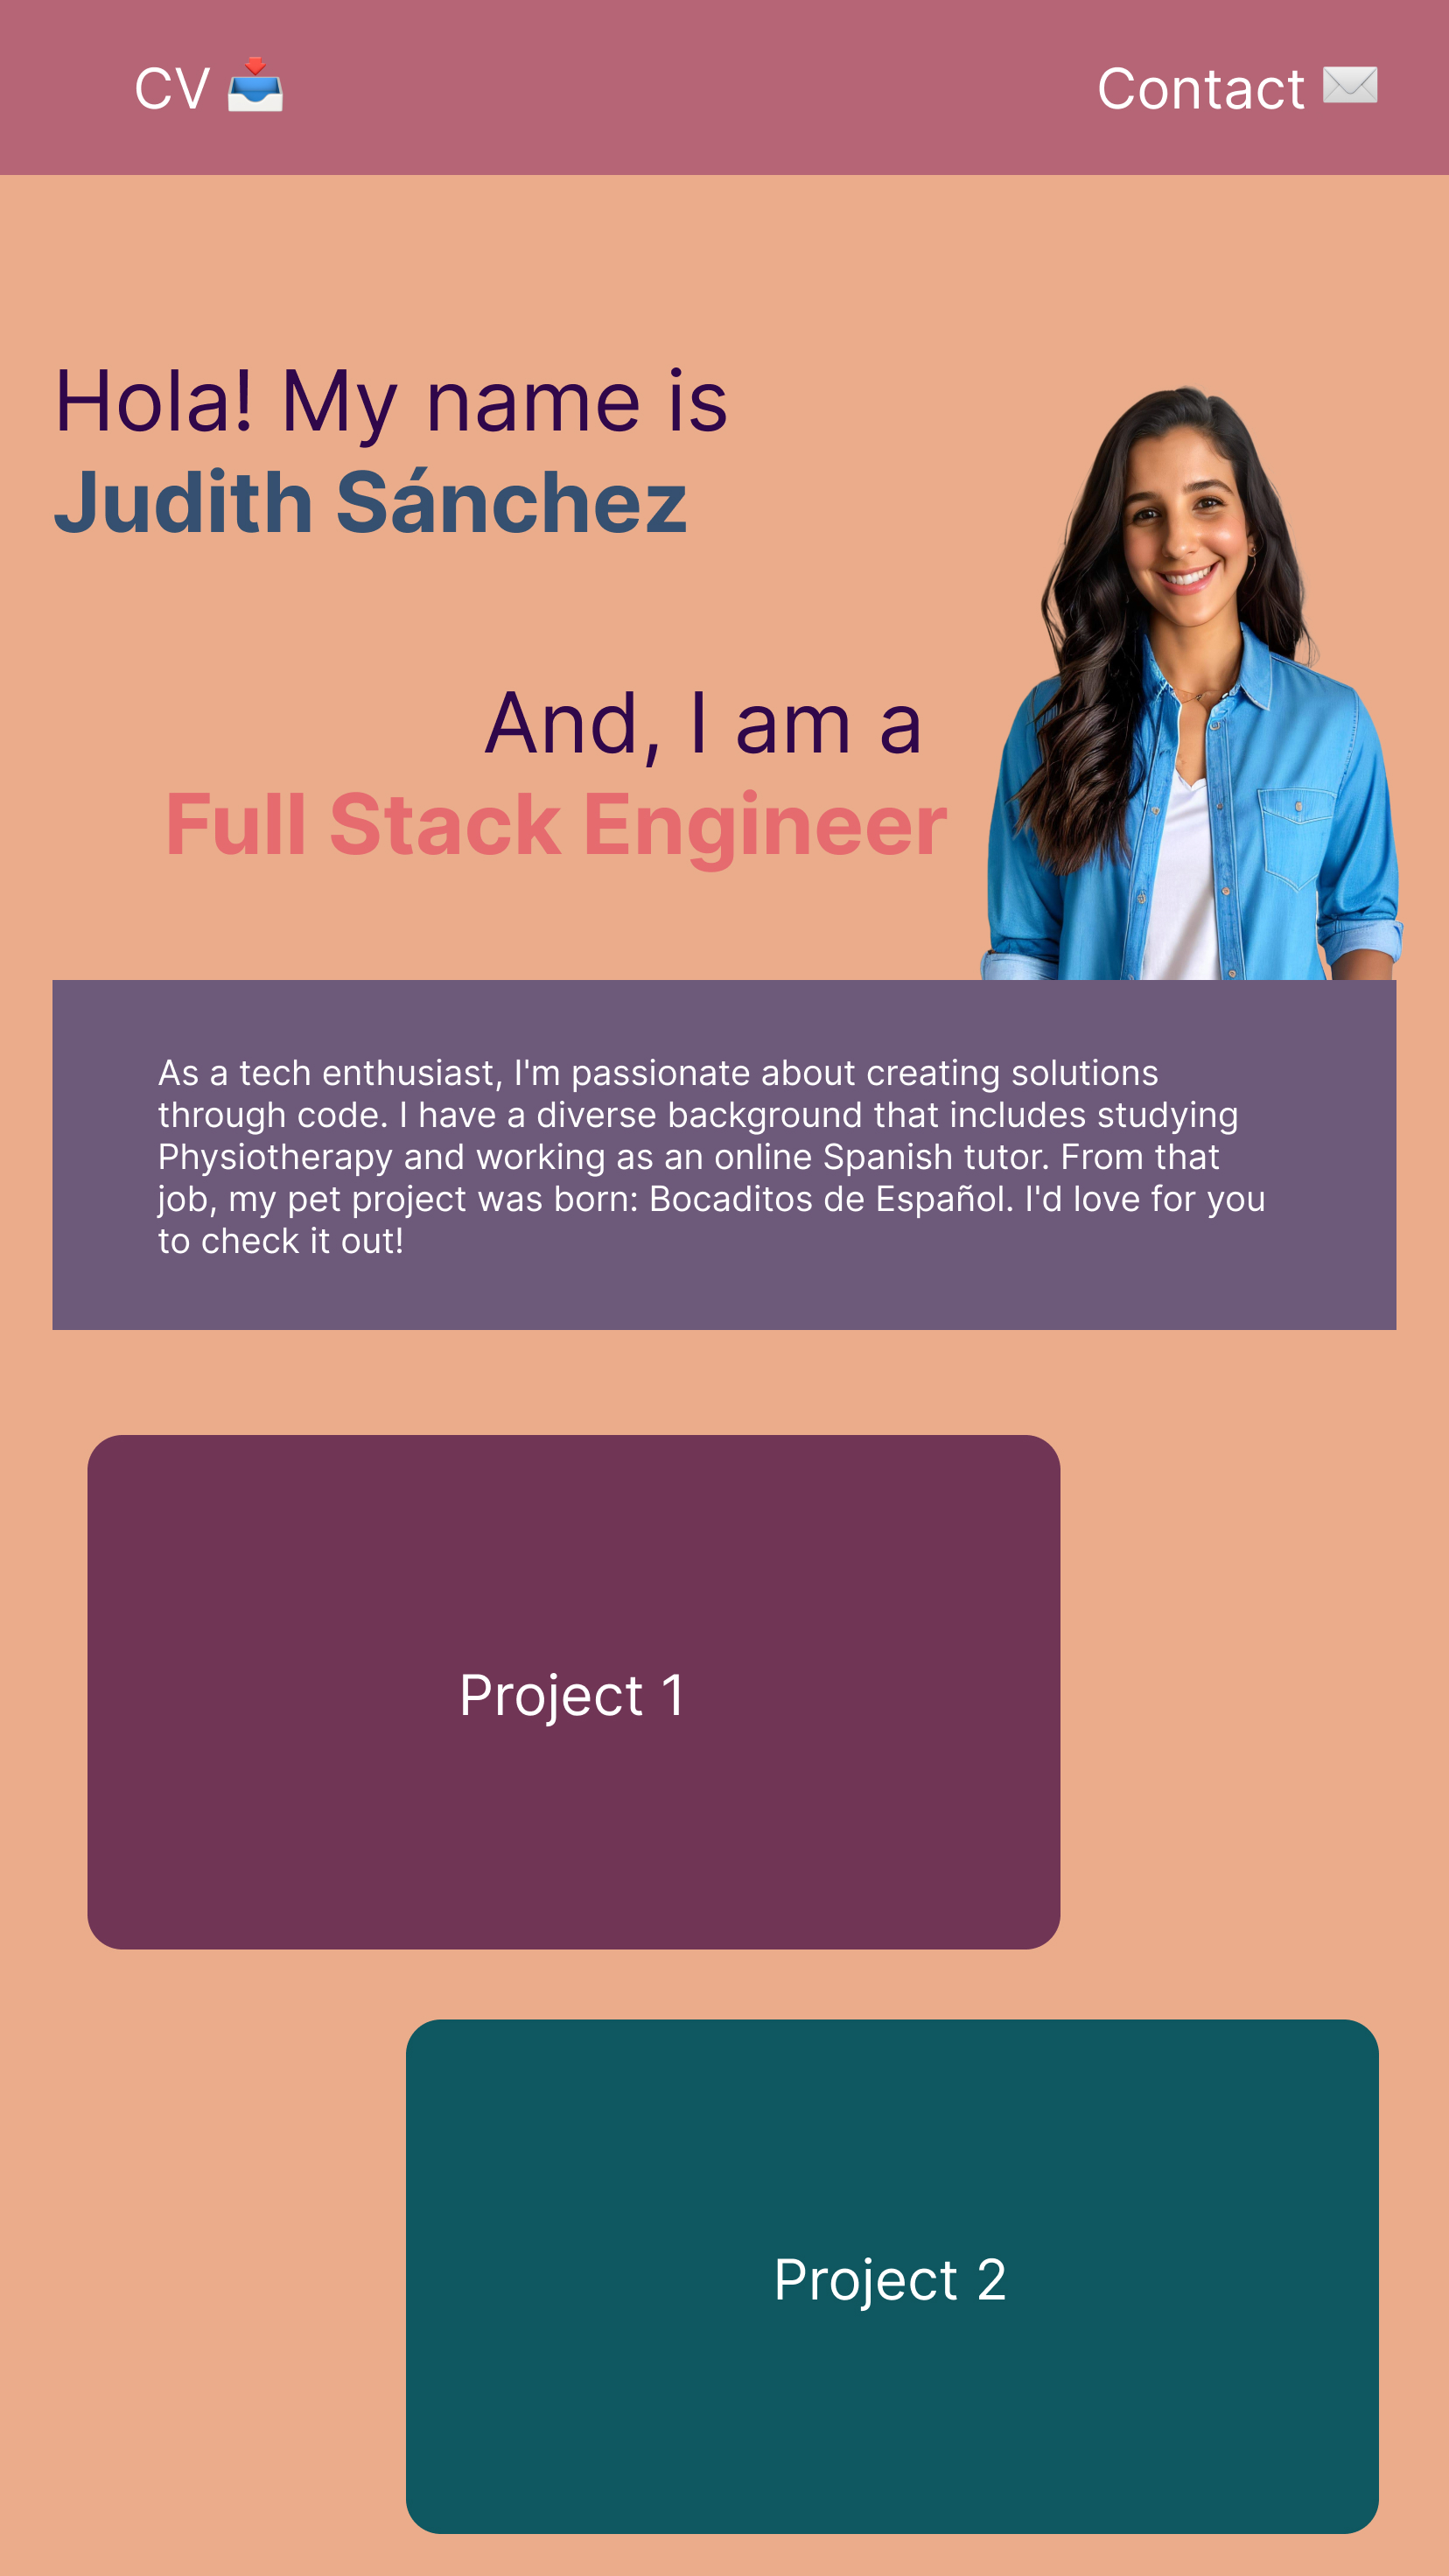 CV 📥
Contact ✉️
Hola! My name is
Judith Sánchez
And, I am a
Full Stack Engineer
As a tech enthusiast, I'm passionate about creating solutions
through code. I have a diverse background that includes studying
Physiotherapy and working as an online Spanish tutor. From that
job, my pet project was born: Bocaditos de Español. I'd love for you
to check it out!
Project 1
Project 2